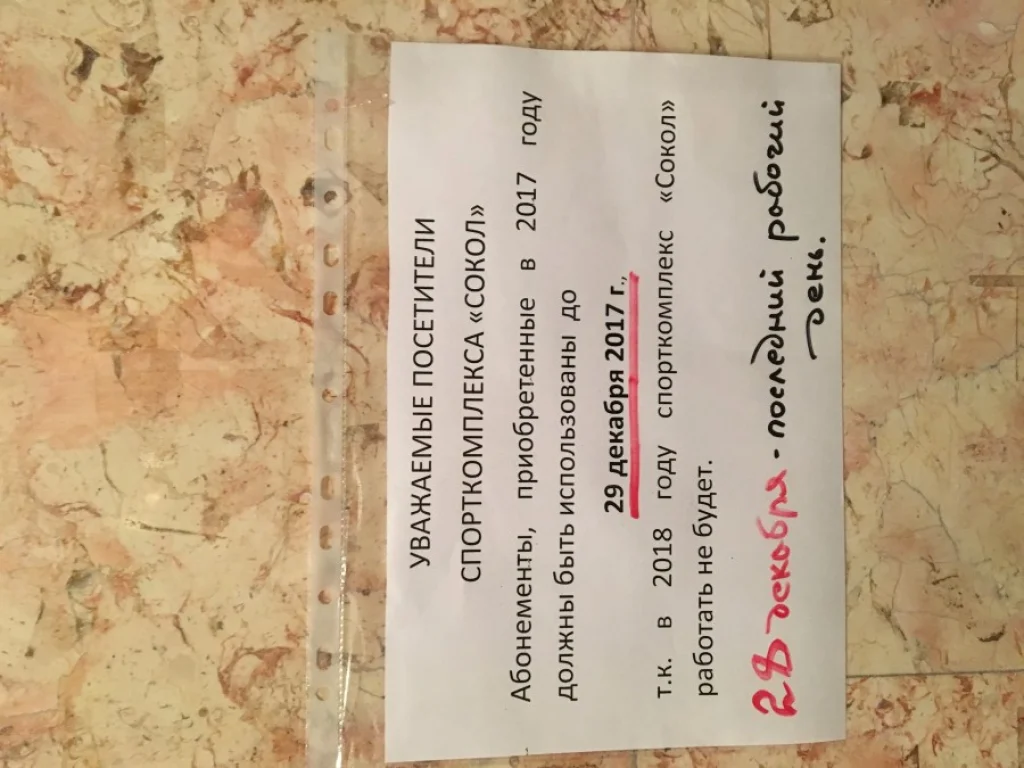 УВАЖАЕМЫЕ ПОСЕТИТЕЛИ
СПОРТКОМПЛЕКСА «СОКОЛ»
Абонементы, приобретенные в 2017 году
должны быть использованы до
29 декабря 2017 г.,
т.к. в 2018 году спорткомплекс «Сокол»
работать не будет.
28 декабря - последний рабочий
день.